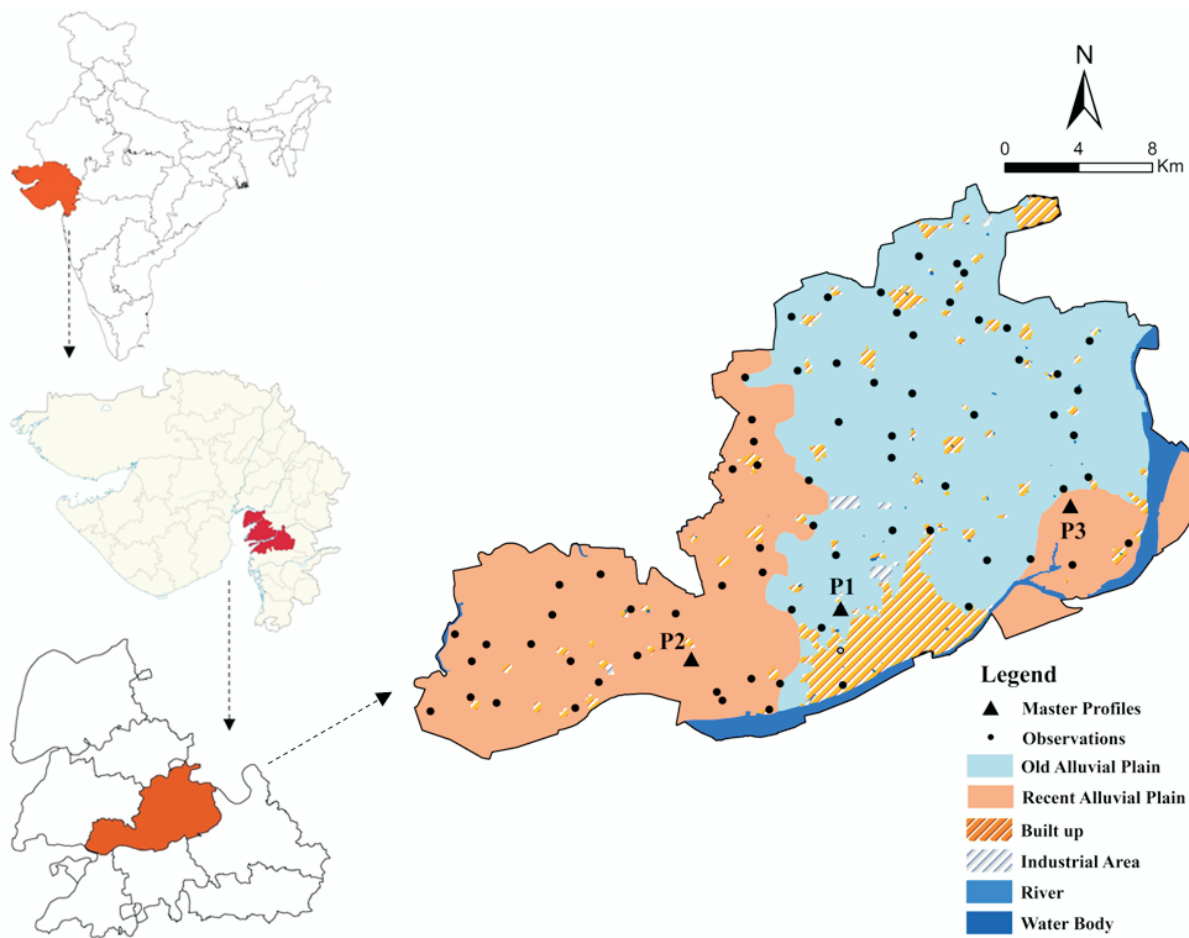 N
0 4 8
Km
P3
P1
P2
Legend
Master Profiles
Observations
Old Alluvial Plain
Recent Alluvial Plain
Built up
Industrial Area
River
Water Body